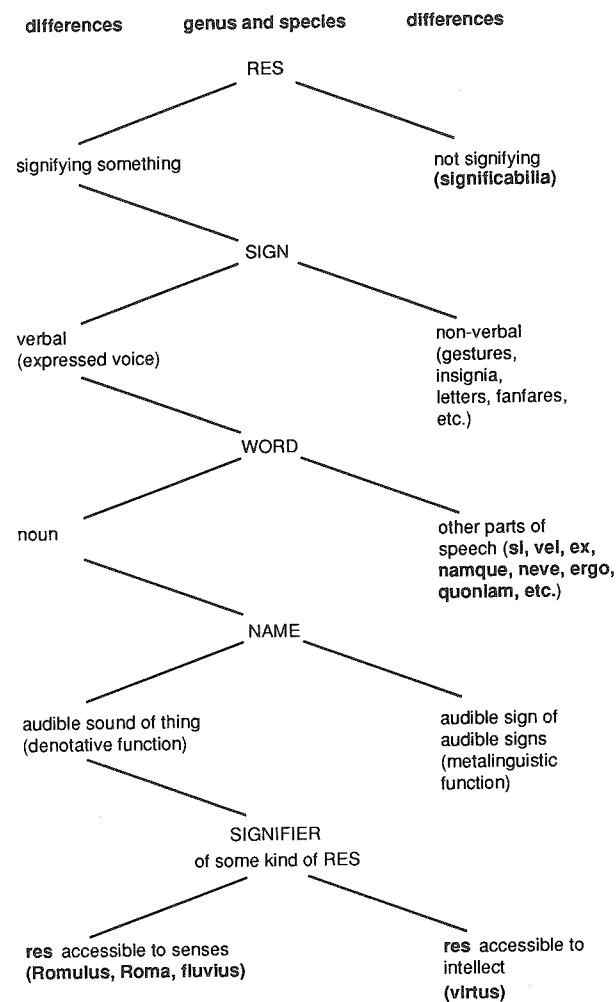 differences genus and species differences
RES
signifying something
not signifying
(significabilia)
SIGN
verbal
(expressed voice)
non-verbal
(gestures,
insignia,
letters, fanfares,
etc.)
WORD
noun
other parts of
speech (si, vel, ex,
namque, neve, ergo,
quoniam, etc.)
NAME
audible sound of thing
(denotative function)
audible sign of
audible signs
(metalinguistic
function)
SIGNIFIER
of some kind of RES
res accessible to senses
(Romulus, Roma, fluvius)
res accessible to
intellect
(virtus)